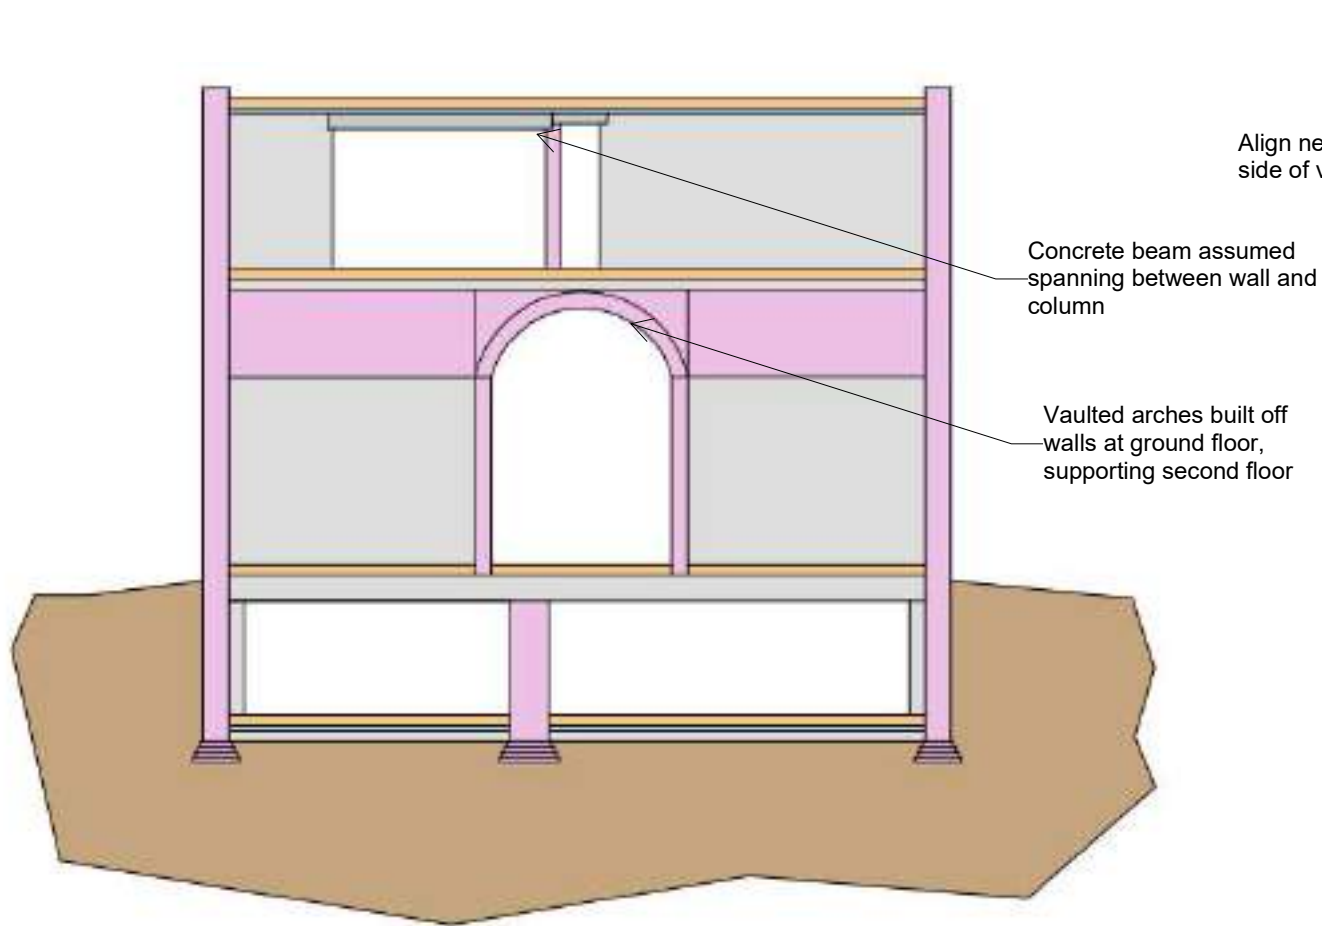 Align
side of
Concrete beam assumed
spanning between wall and
column
Vaulted arches built off
walls at ground floor,
supporting second floor